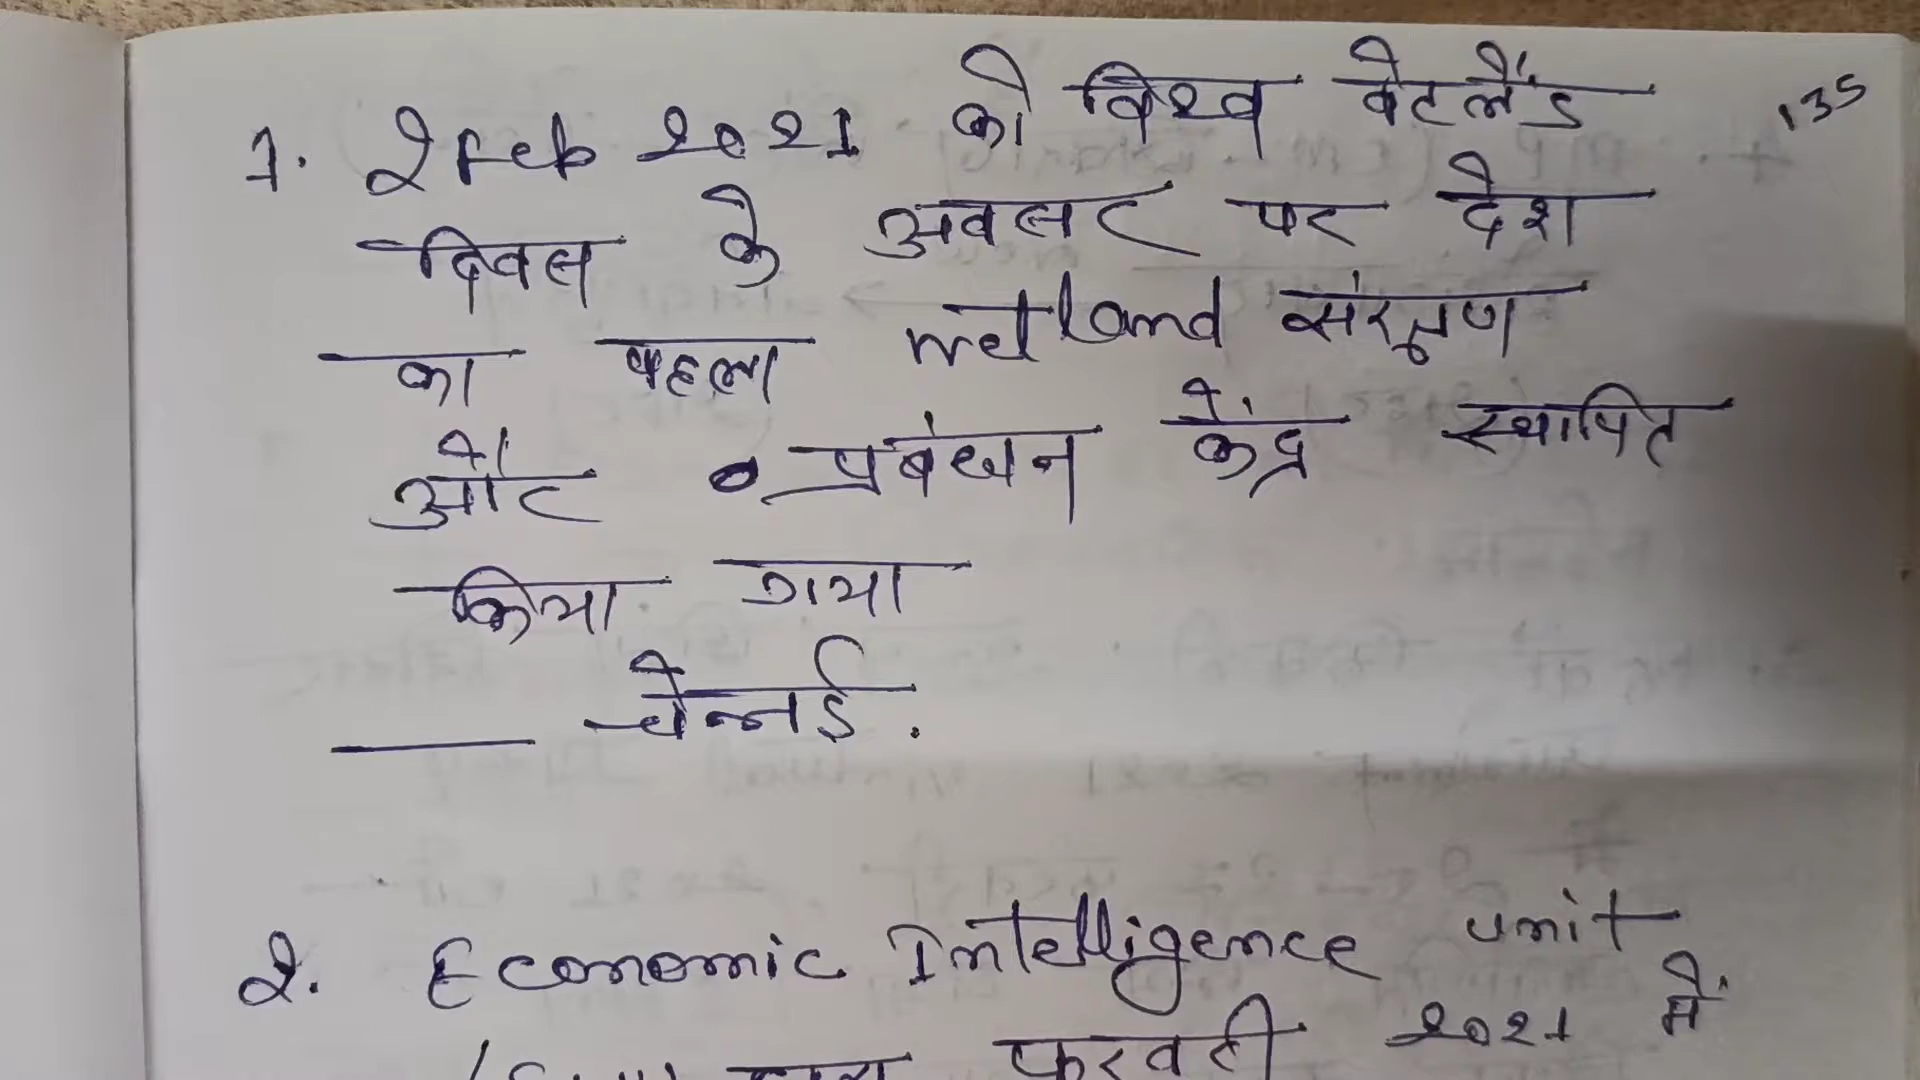 135
1. 2 Feb 2021 को विश्व वेटलैंड
दिवस के अवसर पर देश
का पहला wetland संरक्षण
और प्रबंधन केंद्र स्थापित
किया गया
चेन्नई.
2. Economic Intelligence unit
द्वारा फरवरी 2021 में